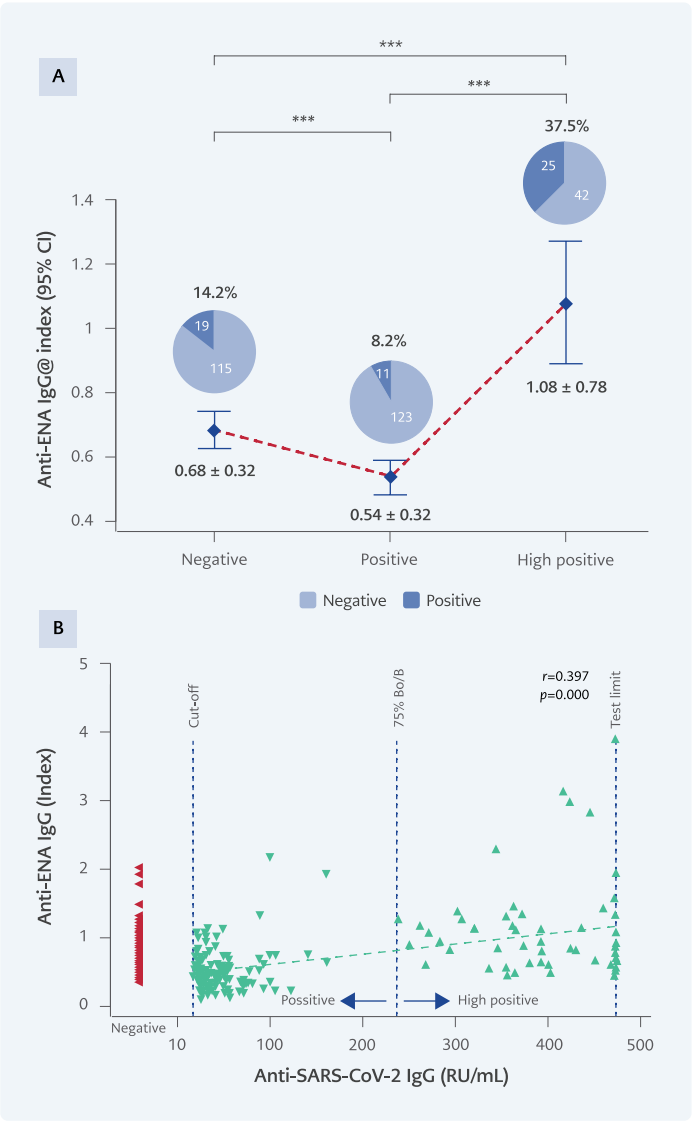 A
***
***
***
37.5%
25
42
14.2%
19
115
8.2%
11
123
1.4
1.2
1
0.8
0.6
0.4
Anti-ENA IgG@ index (95% CI)
0.68 ± 0.32
0.54 ± 0.32
1.08 ± 0.78
Negative
Positive
High positive
Negative
Positive
B
5
4
3
2
1
0
Anti-ENA IgG (Index)
Cut-off
75% Bo/B
Test limit
r=0.397
p=0.000
Possitive
High positive
Negative
10
100
200
300
400
500
Anti-SARS-CoV-2 IgG (RU/mL)